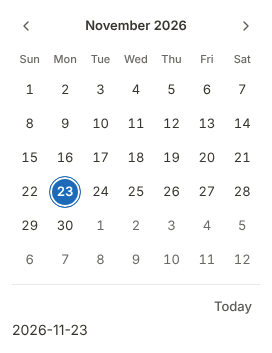 November 2026
Sun Mon Tue Wed Thu Fri Sat
1 2 3 4 5 6 7
8 9 10 11 12 13 14
15 16 17 18 19 20 21
22 23 24 25 26 27 28
29 30 1 2 3 4 5
6 7 8 9 10 11 12
Today
2026-11-23